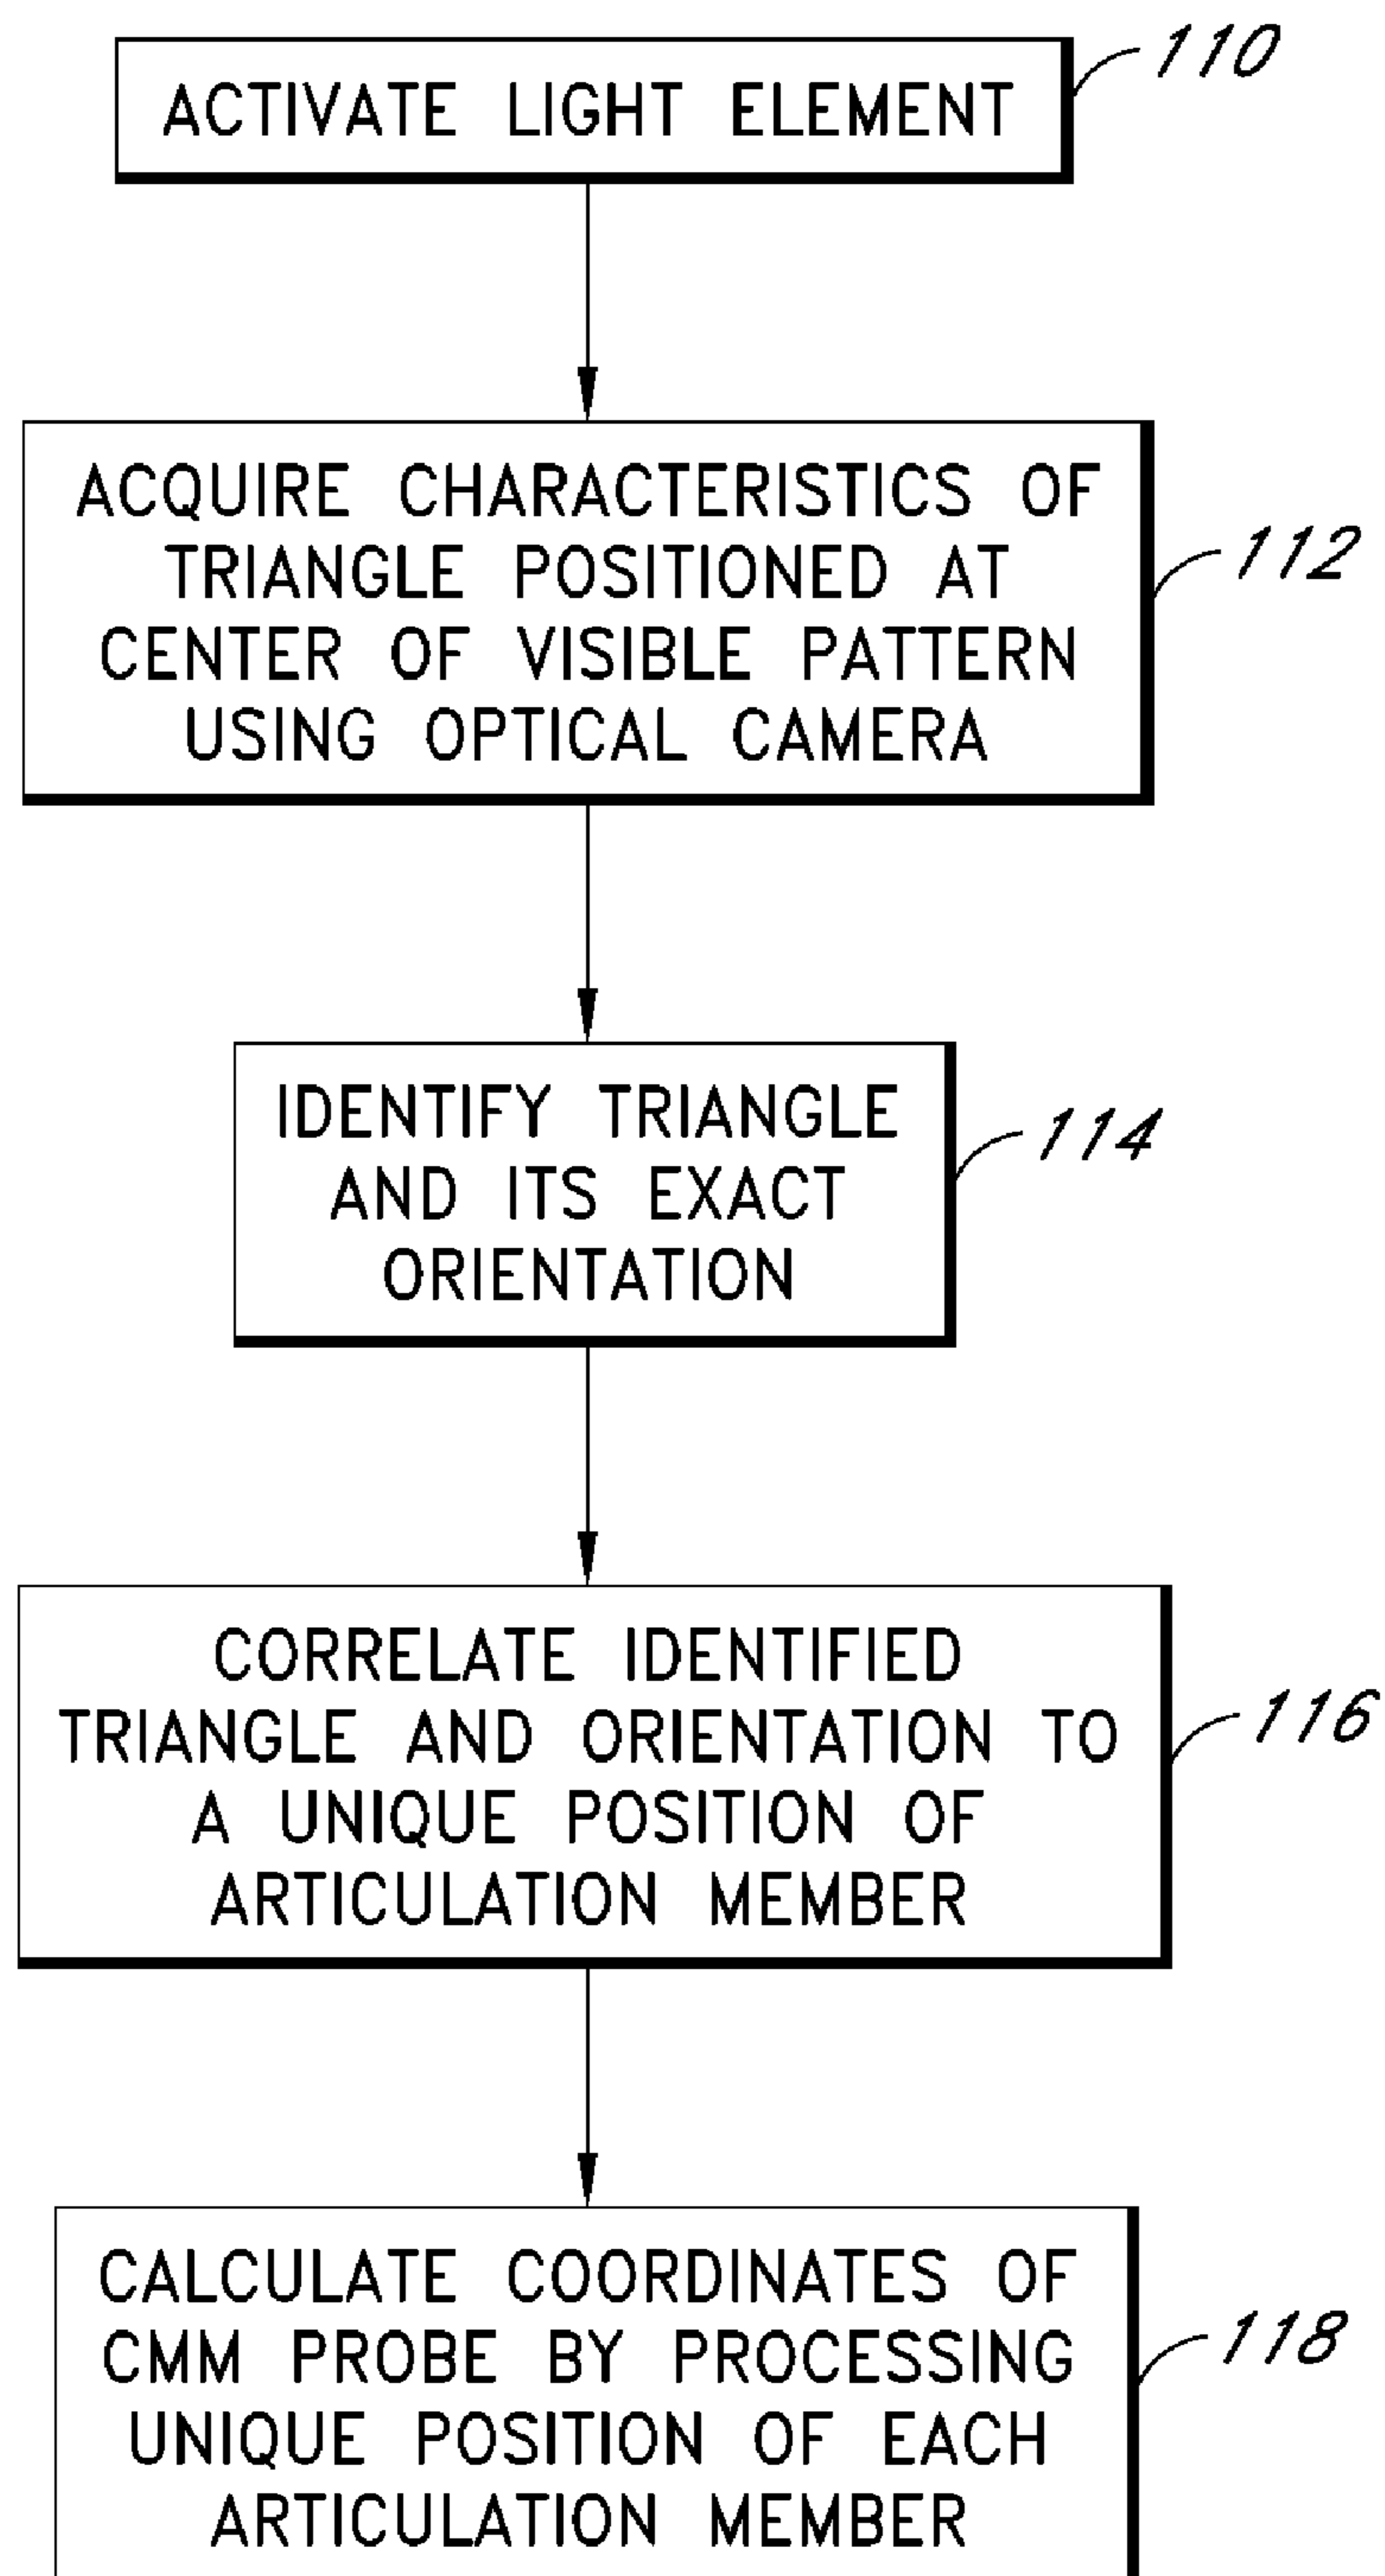 ACTIVATE LIGHT ELEMENT
110
ACQUIRE CHARACTERISTICS OF
TRIANGLE POSITIONED AT
CENTER OF VISIBLE PATTERN
USING OPTICAL CAMERA
112
IDENTIFY TRIANGLE
AND ITS EXACT
ORIENTATION
114
CORRELATE IDENTIFIED
TRIANGLE AND ORIENTATION TO
A UNIQUE POSITION OF
ARTICULATION MEMBER
116
CALCULATE COORDINATES OF
CMM PROBE BY PROCESSING
UNIQUE POSITION OF EACH
ARTICULATION MEMBER
118